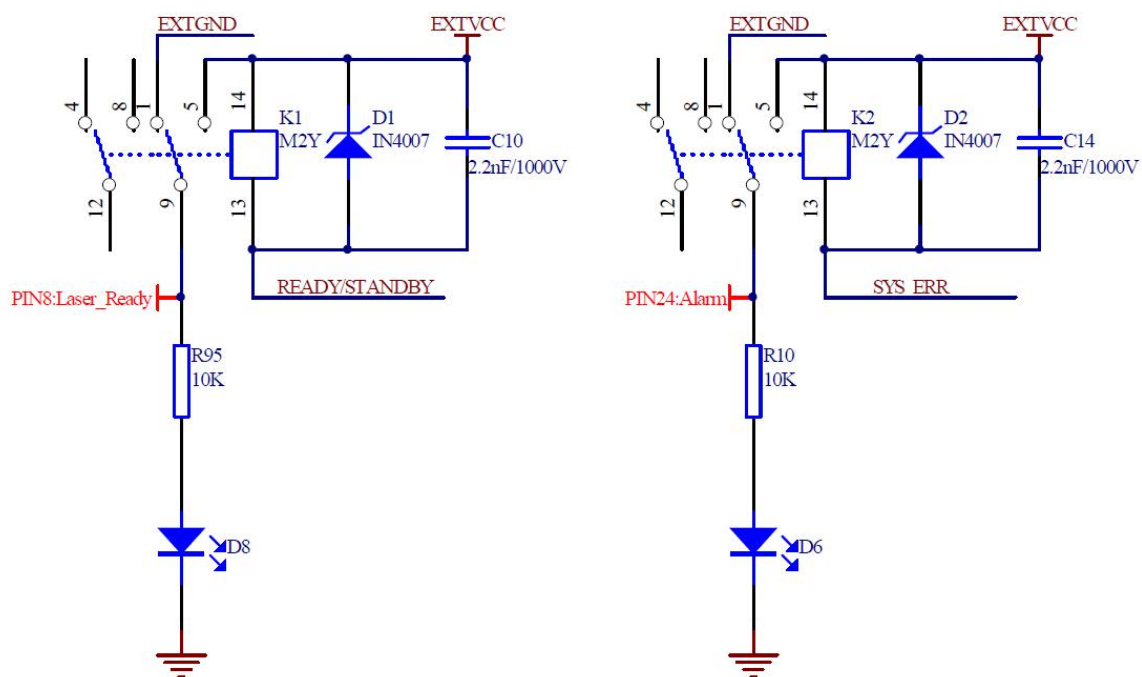 EXTGND
EXTVCC
4
8
1
5
14
K1
M2Y
D1
IN4007
C10
2.2nF/1000V
12
9
13
PIN8:Laser_Ready
READY/STANDBY
R95
10K
D8
EXTGND
EXTVCC
4
8
1
5
14
K2
M2Y
D2
IN4007
C14
2.2nF/1000V
12
9
13
PIN24:Alarm
SYS ERR
R10
10K
D6